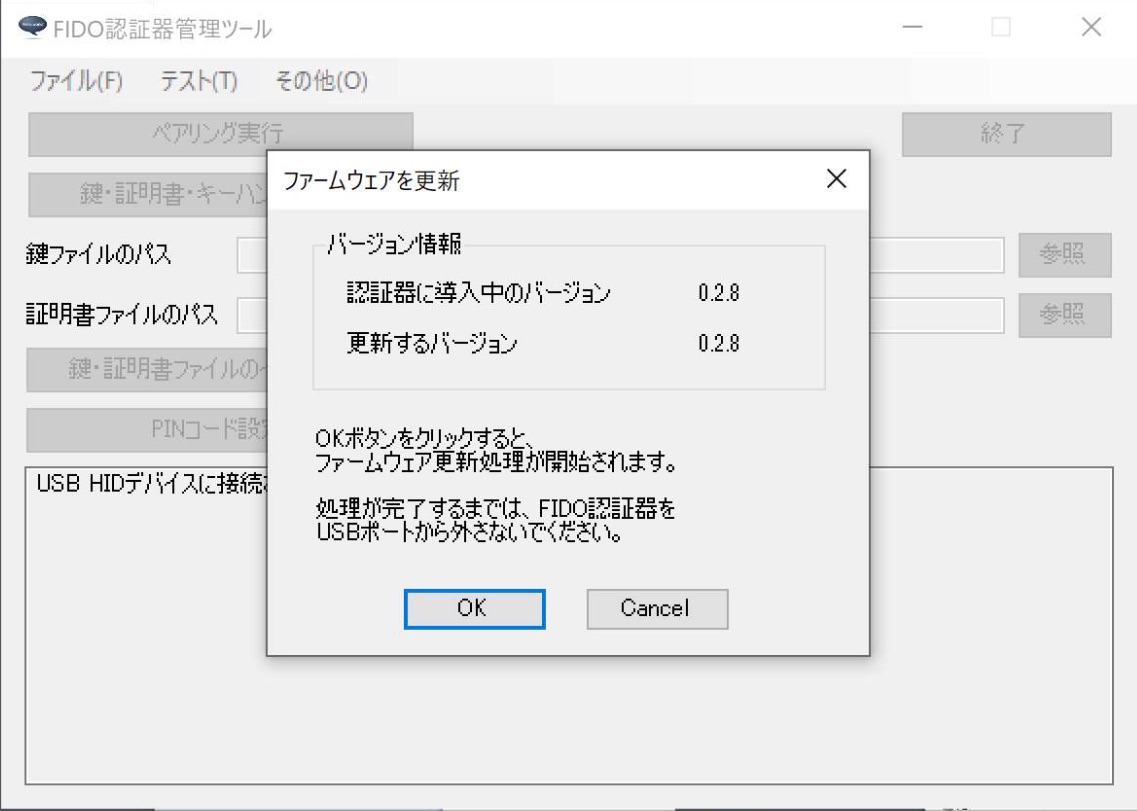 FIDO認証器管理ツール
ファイル(F) テスト(T) その他(O)
ペアリング実行 終了
鍵・証明書・キーハン
鍵ファイルのパス 参照
証明書ファイルのパス 参照
鍵・証明書ファイルの
PINコード設定
USB HIDデバイスに接続
ファームウェアを更新
バージョン情報
認証器に導入中のバージョン 0.2.8
更新するバージョン 0.2.8
OKボタンをクリックすると、
ファームウェア更新処理が開始されます。
処理が完了するまでは、FIDO認証器を
USBポートから外さないでください。
OK Cancel